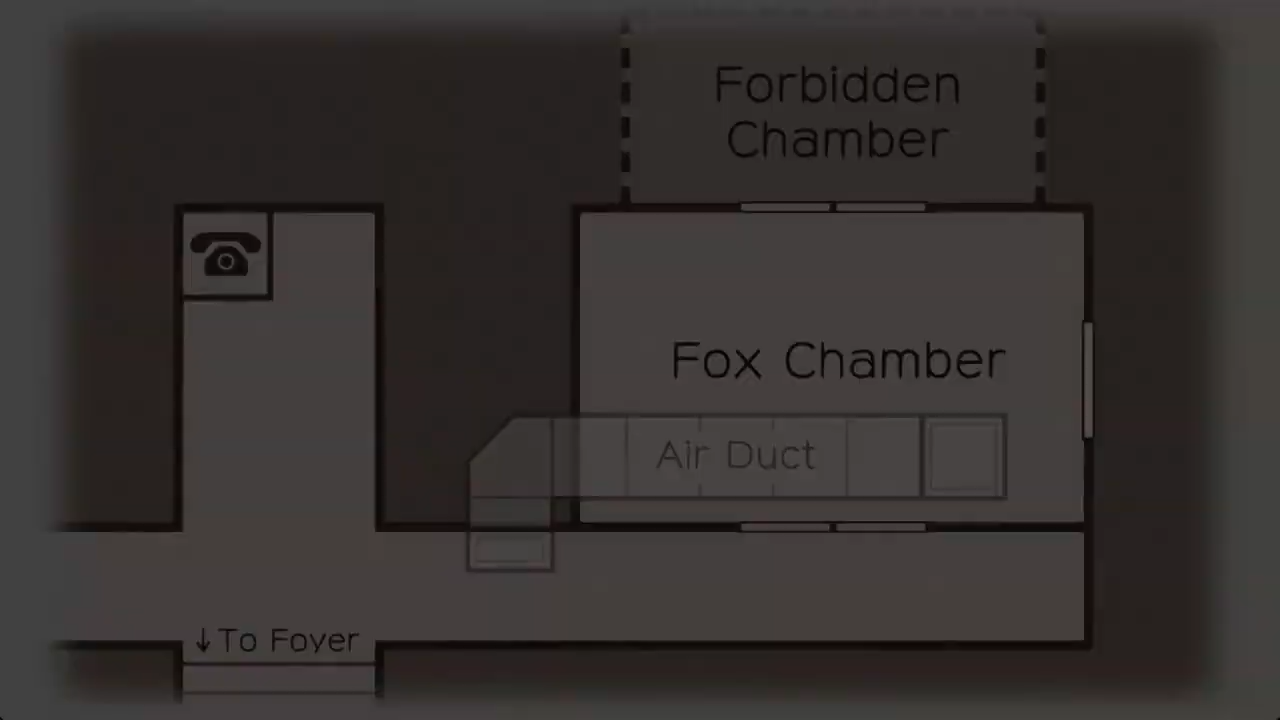 Forbidden
Chamber
Fox Chamber
Air Duct
↓To Foyer